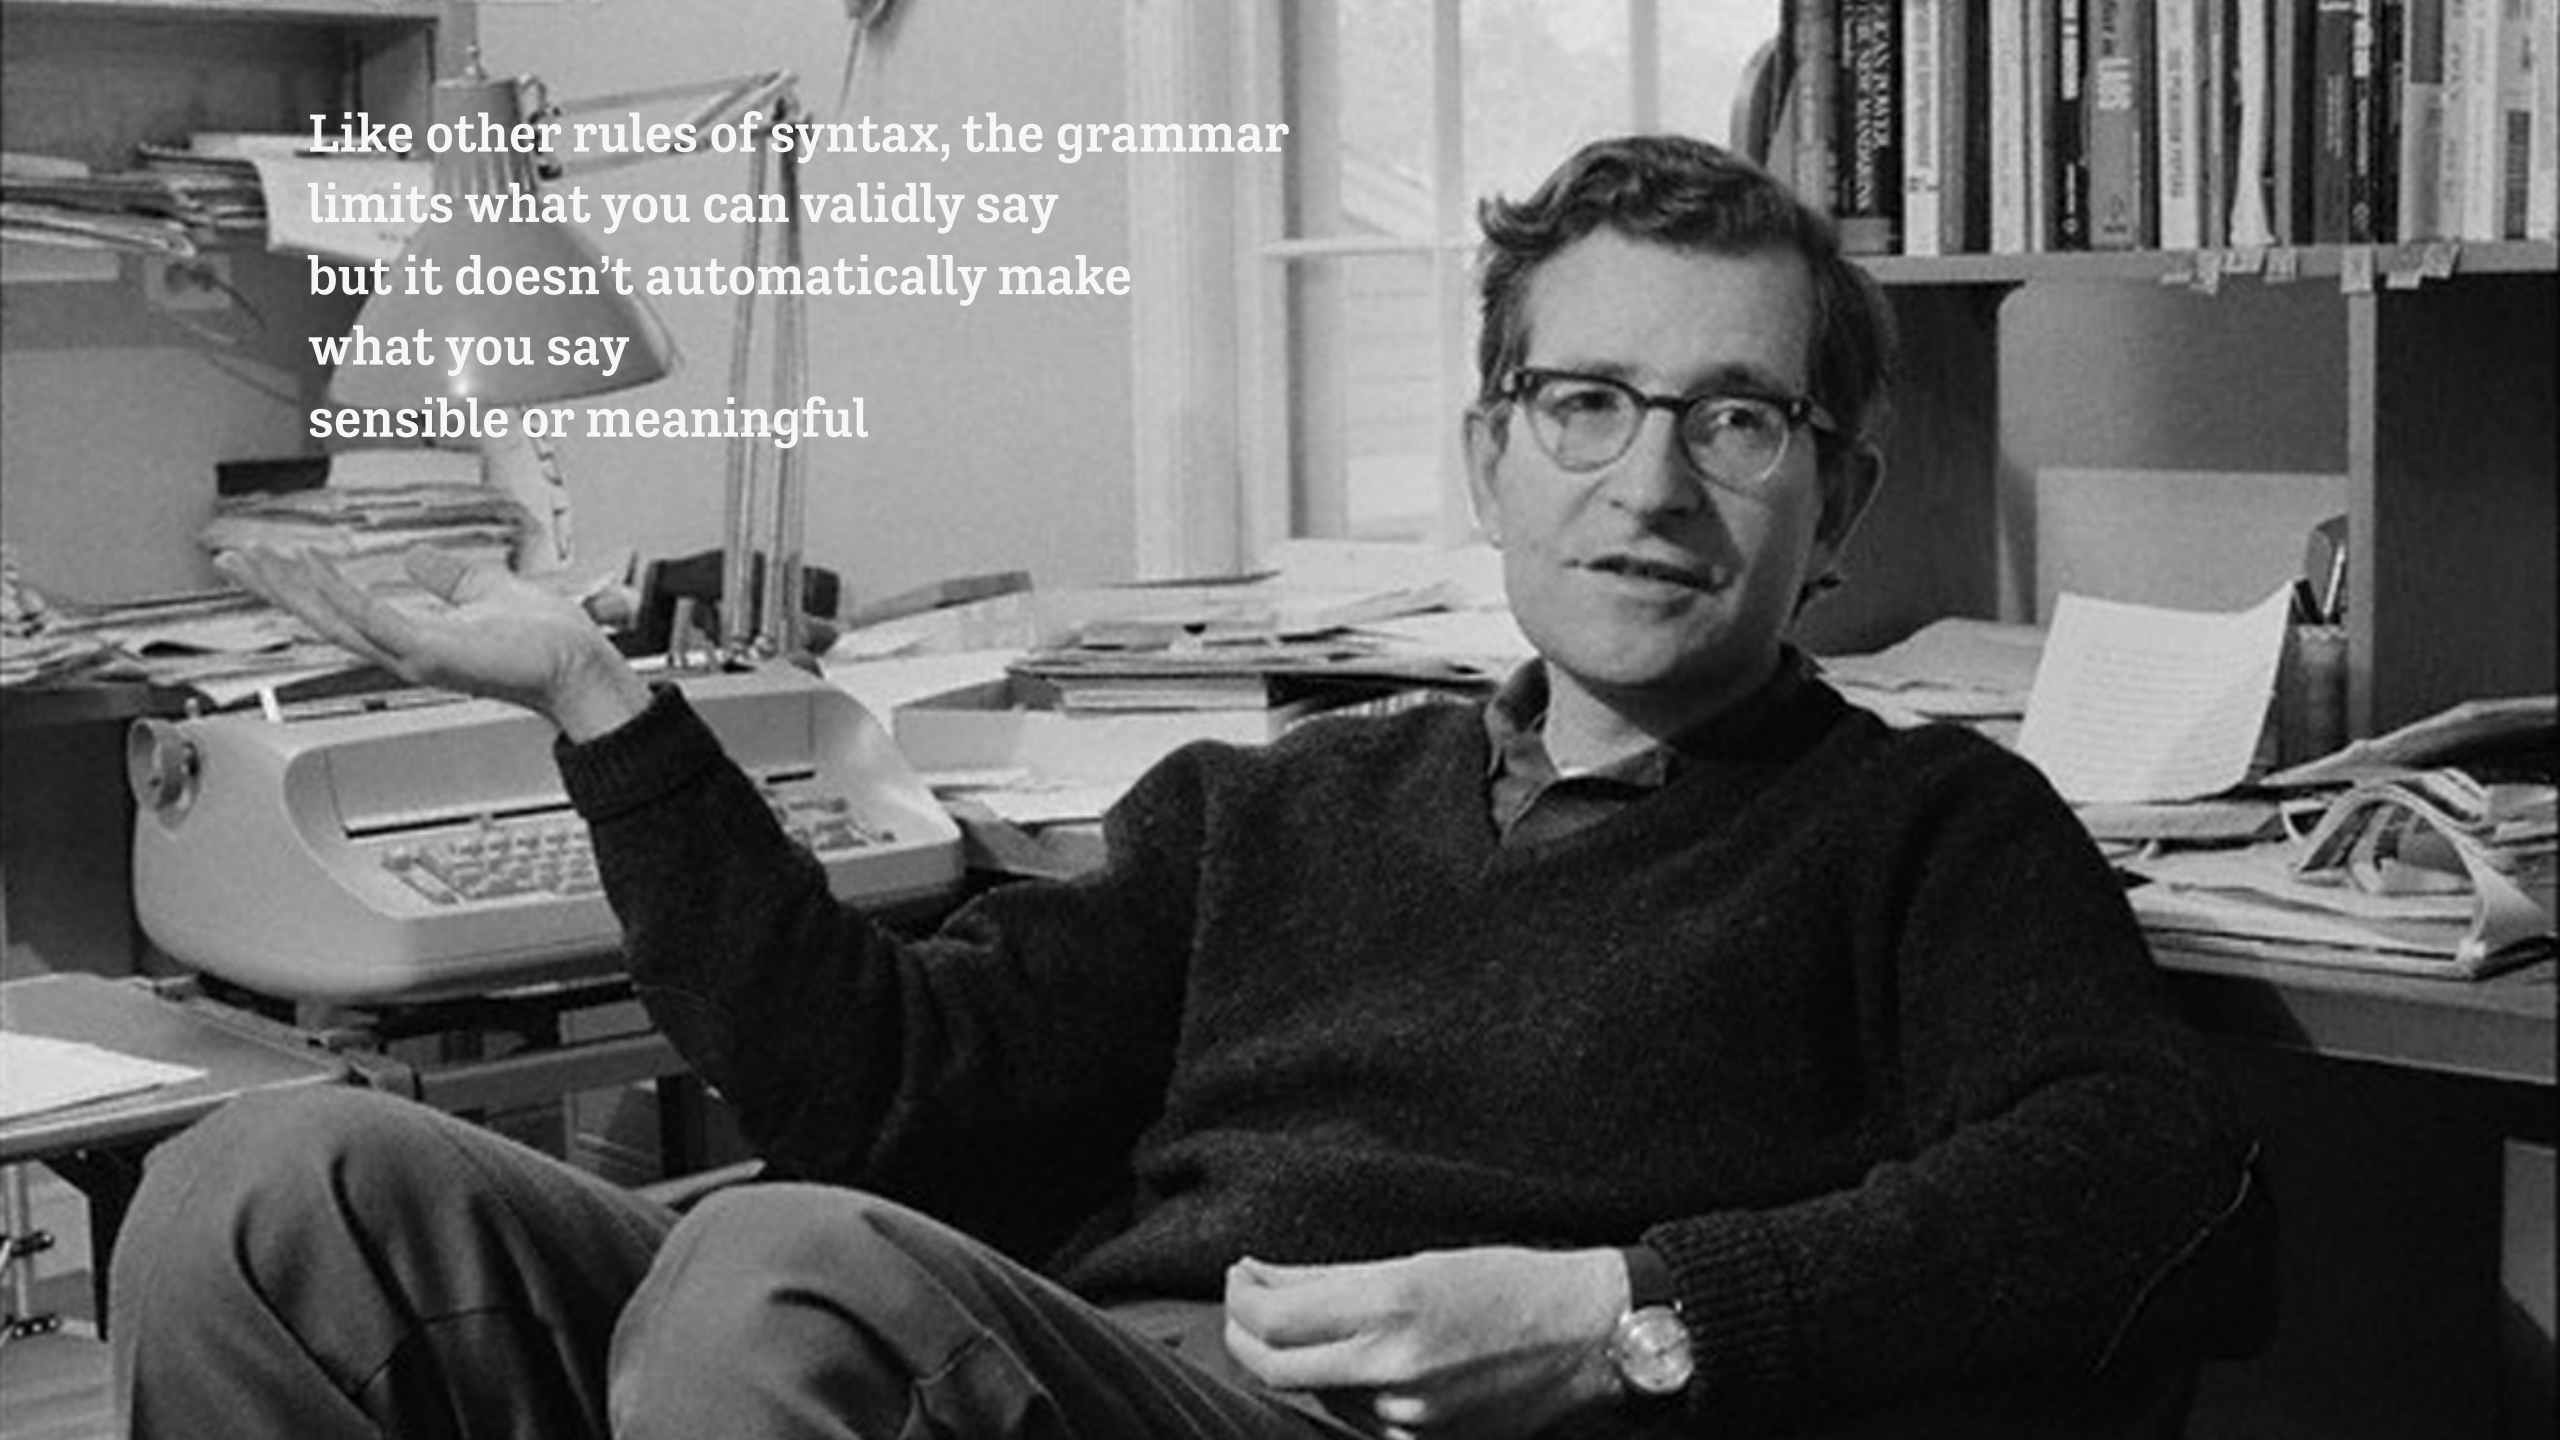 Like other rules of syntax, the grammar
limits what you can validly say
but it doesn’t automatically make
what you say
sensible or meaningful